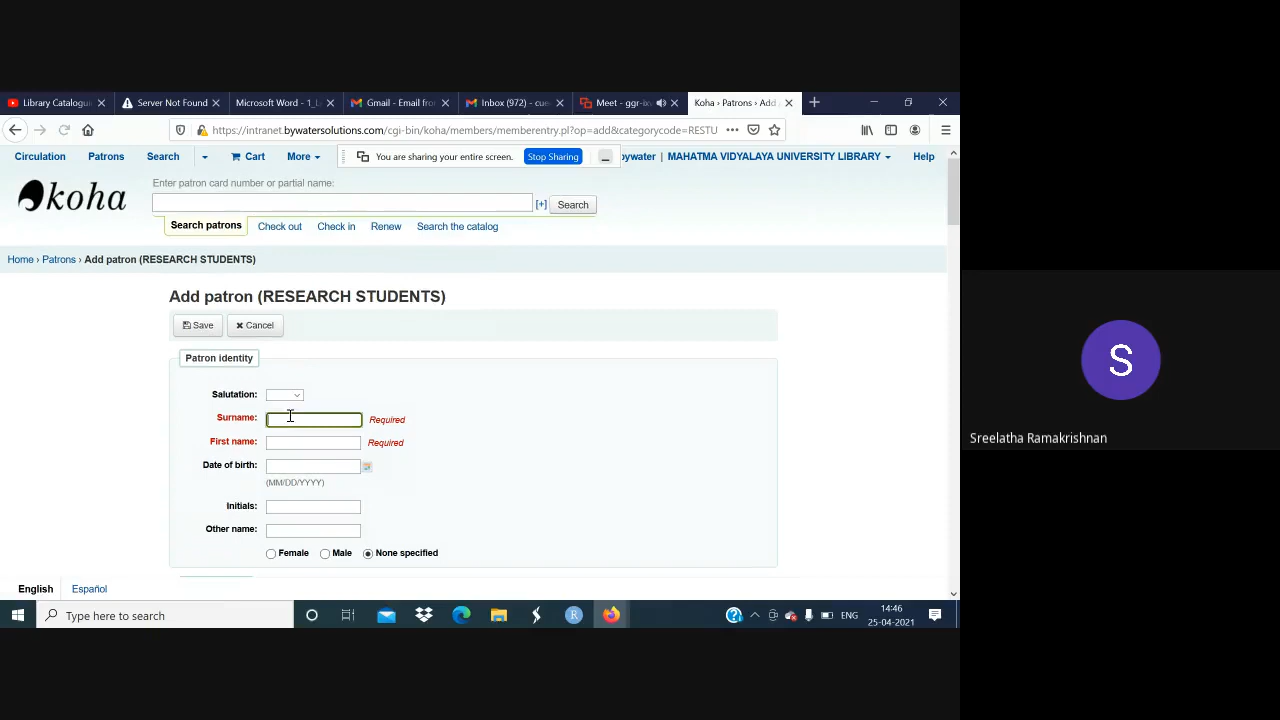 Library Catalogu
Server Not Found
Microsoft Word - 1_L
Gmail - Email fro
Inbox (972) - cue
Meet - ggr-ix
Koha › Patrons › Add
https://intranet.bywatersolutions.com/cgi-bin/koha/members/memberentry.pl?op=add&categorycode=RESTU
Circulation
Patrons
Search
Cart
More
You are sharing your entire screen.
Stop Sharing
bywater | MAHATMA VIDYALAYA UNIVERSITY LIBRARY
Help
koha
Enter patron card number or partial name:
[+]
Search
Search patrons
Check out
Check in
Renew
Search the catalog
Home › Patrons › Add patron (RESEARCH STUDENTS)
Add patron (RESEARCH STUDENTS)
Save
Cancel
Patron identity
Salutation:
Surname: Required
First name: Required
Date of birth:
(MM/DD/YYYY)
Initials:
Other name:
Female Male None specified
English
Español
Type here to search
ENG
14:46
25-04-2021
S
Sreelatha Ramakrishnan